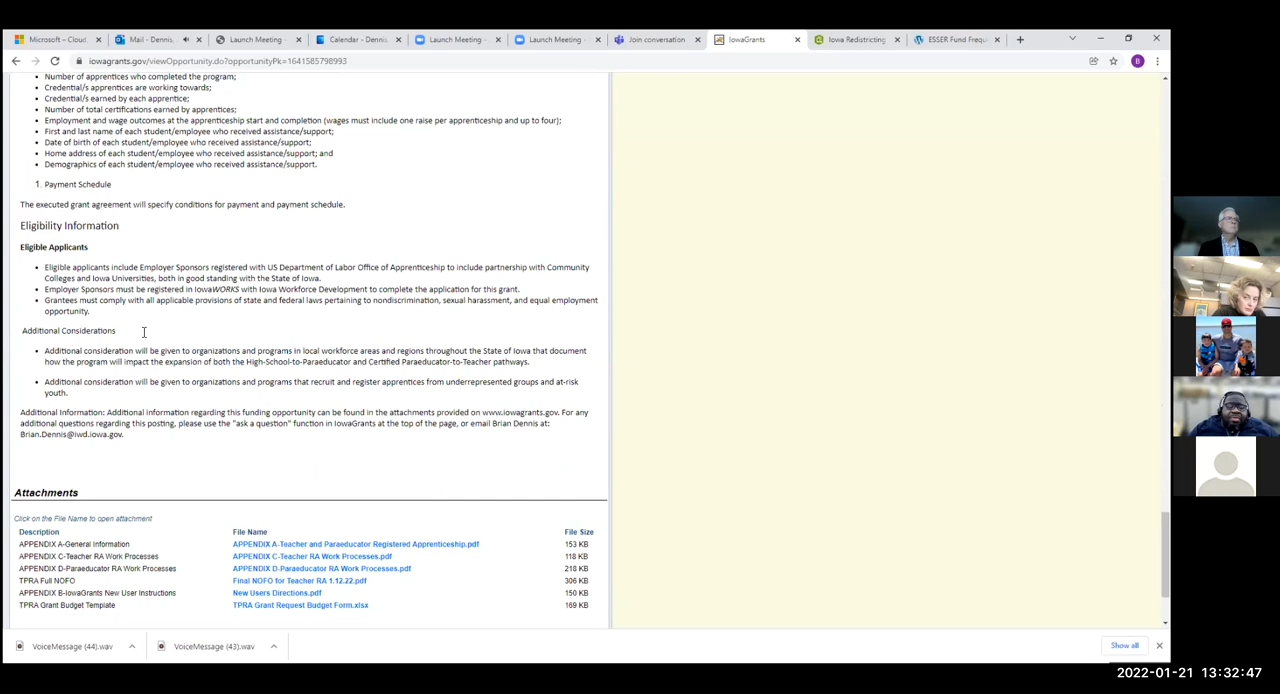 Microsoft – Cloud,
Mail - Dennis,
Launch Meeting -
Calendar - Dennis
Launch Meeting -
Launch Meeting -
Join conversation
IowaGrants
Iowa Redistricting
ESSER Fund Freq
iowagrants.gov/viewOpportunity.do?opportunityPk=1641585798993
B
• Number of apprentices who completed the program;
• Credential/s apprentices are working towards;
• Credential/s earned by each apprentice;
• Number of total certifications earned by apprentices;
• Employment and wage outcomes at the apprenticeship start and completion (wages must include one raise per apprenticeship and up to four);
• First and last name of each student/employee who received assistance/support;
• Date of birth of each student/employee who received assistance/support;
• Home address of each student/employee who received assistance/support; and
• Demographics of each student/employee who received assistance/support.
1. Payment Schedule
The executed grant agreement will specify conditions for payment and payment schedule.
Eligibility Information
Eligible Applicants
• Eligible applicants include Employer Sponsors registered with US Department of Labor Office of Apprenticeship to include partnership with Community
Colleges and Iowa Universities, both in good standing with the State of Iowa.
• Employer Sponsors must be registered in IowaWORKS with Iowa Workforce Development to complete the application for this grant.
• Grantees must comply with all applicable provisions of state and federal laws pertaining to nondiscrimination, sexual harassment, and equal employment
opportunity.
Additional Considerations
• Additional consideration will be given to organizations and programs in local workforce areas and regions throughout the State of Iowa that document
how the program will impact the expansion of both the High-School-to-Paraeducator and Certified Paraeducator-to-Teacher pathways.
• Additional consideration will be given to organizations and programs that recruit and register apprentices from underrepresented groups and at-risk
youth.
Additional Information: Additional information regarding this funding opportunity can be found in the attachments provided on www.iowagrants.gov. For any
additional questions regarding this posting, please use the "ask a question" function in IowaGrants at the top of the page, or email Brian Dennis at:
Brian.Dennis@iwd.iowa.gov.
Attachments
Click on the File Name to open attachment
Description File Name File Size
APPENDIX A-General Information APPENDIX A-Teacher and Paraeducator Registered Apprenticeship.pdf 153 KB
APPENDIX C-Teacher RA Work Processes APPENDIX C-Teacher RA Work Processes.pdf 118 KB
APPENDIX D-Paraeducator RA Work Processes APPENDIX D-Paraeducator RA Work Processes.pdf 218 KB
TPRA Full NOFO Final NOFO for Teacher RA 1.12.22.pdf 306 KB
APPENDIX B-IowaGrants New User Instructions New Users Directions.pdf 150 KB
TPRA Grant Budget Template TPRA Grant Request Budget Form.xlsx 169 KB
VoiceMessage (44).wav
VoiceMessage (43).wav
Show all
2022-01-21 13:32:47